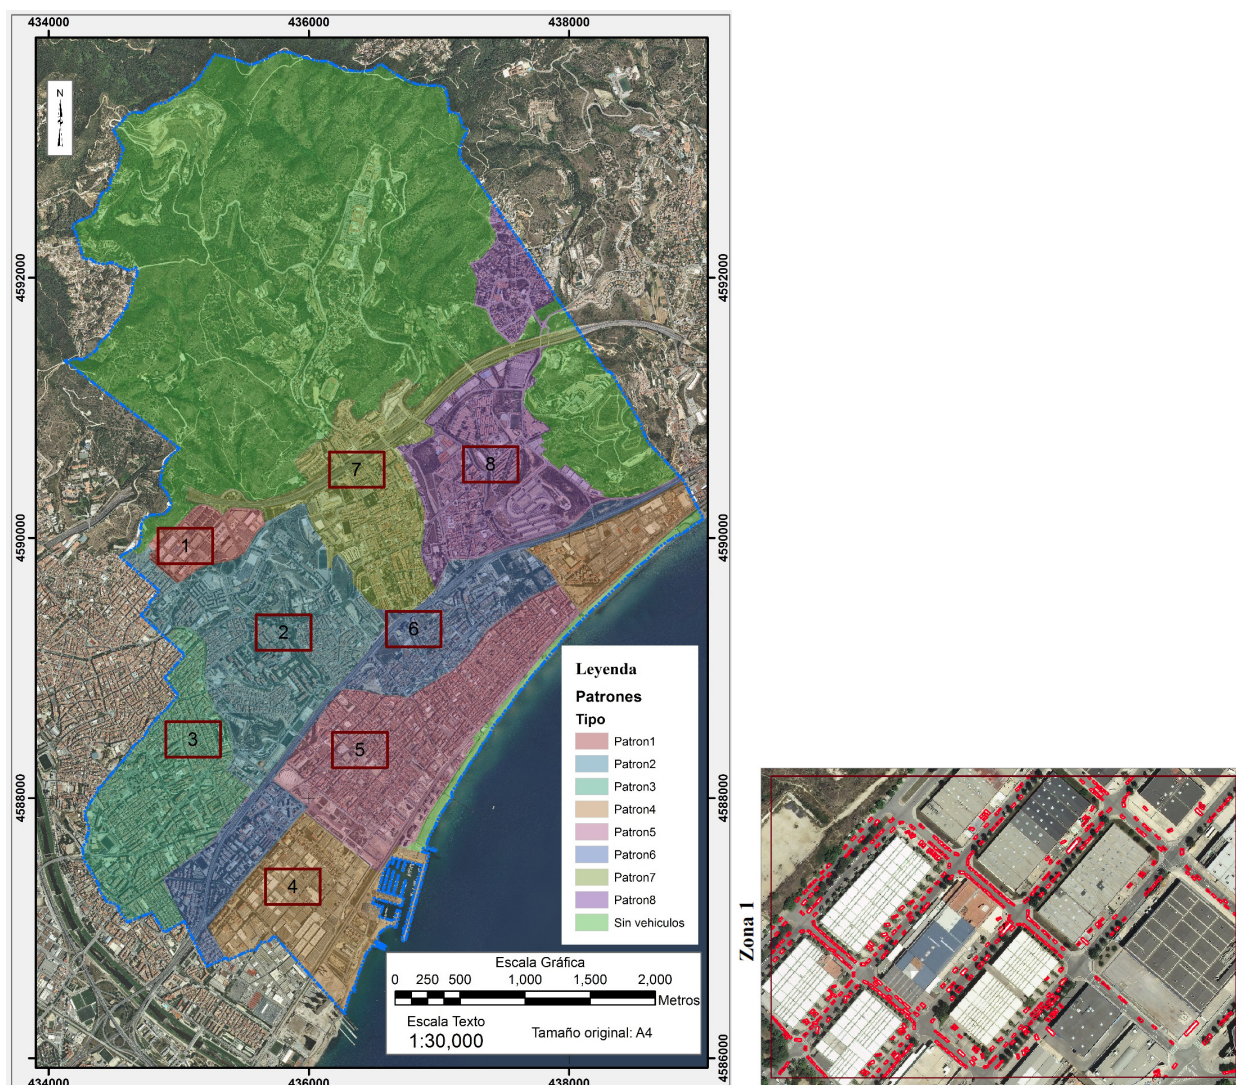 434000 436000 438000
N
4592000 4592000
7 8
4590000 4590000
1
2 6
3 5
4588000 4588000
4
4586000
434000 436000 438000
Leyenda
Patrones
Tipo
Patron1
Patron2
Patron3
Patron4
Patron5
Patron6
Patron7
Patron8
Sin vehiculos
Escala Gráfica
0 250 500 1,000 1,500 2,000
Metros
Escala Texto
1:30,000
Tamaño original: A4
Zona 1